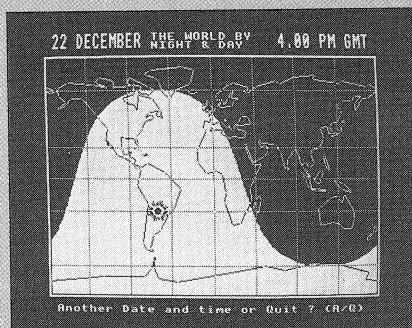 22 DECEMBER THE WORLD BY NIGHT & DAY 4.00 PM GMT
Another Date and time or Quit ? (A/Q)